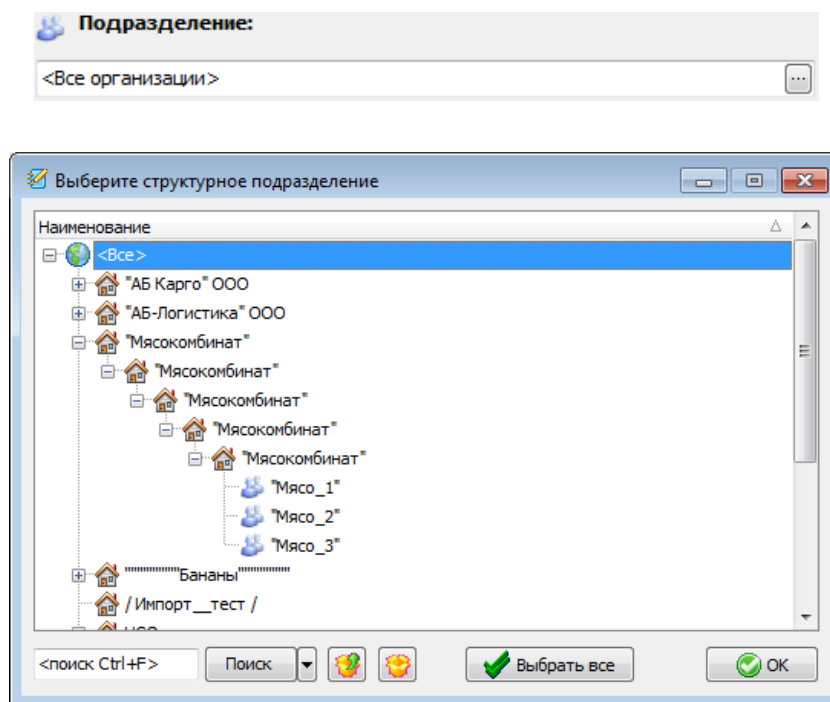 Подразделение:
<Все организации>
...
Выберите структурное подразделение
Наименование
<Все>
"АБ Карго" ООО
"АБ-Логистика" ООО
"Мясокомбинат"
"Мясокомбинат"
"Мясокомбинат"
"Мясокомбинат"
"Мясокомбинат"
"Мясо_1"
"Мясо_2"
"Мясо_3"
""""""""Бананы""""""""
/ Импорт__тест /
<поиск Ctrl+F> Поиск Выбрать все ОК